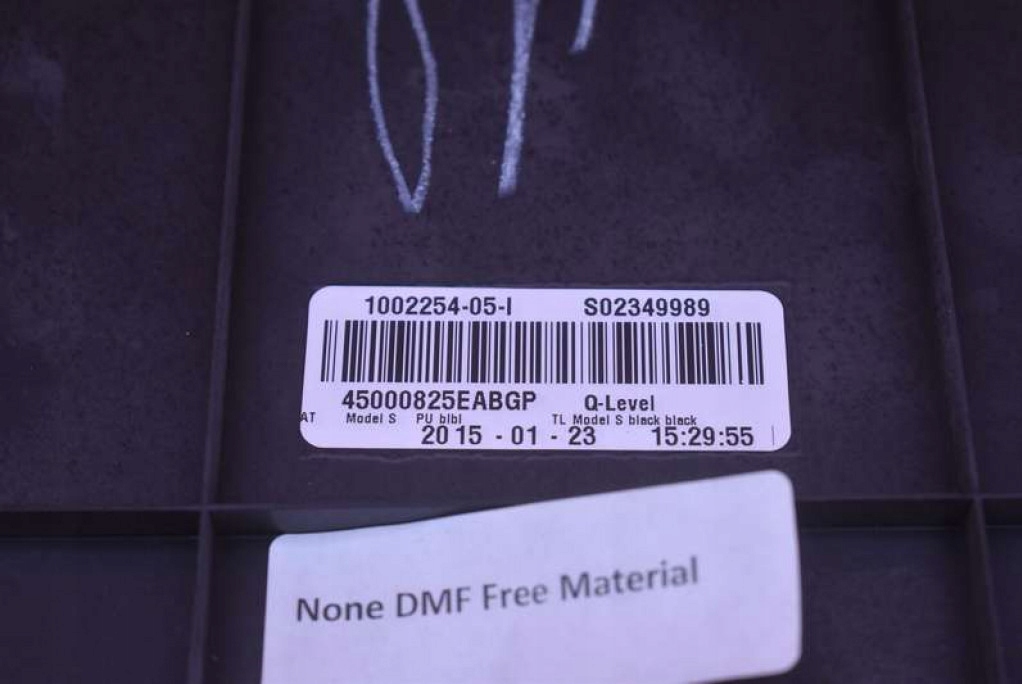 1002254-05-I S02349989
45000825EABGP Q-Level
AT Model S PU blbl TL Model S black black
2015 - 01 - 23 15:29:55
None DMF Free Material